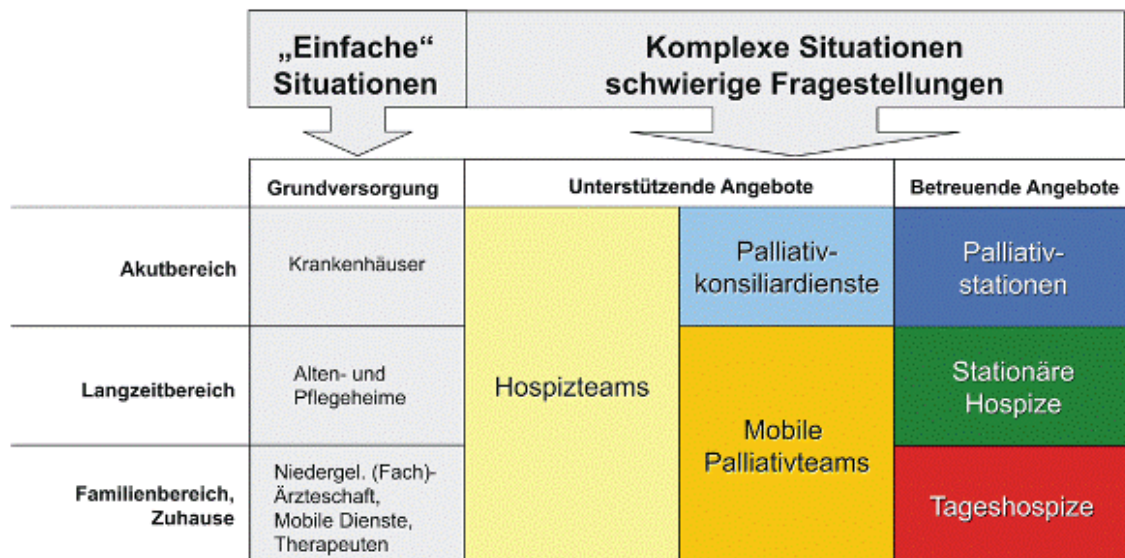 „Einfache“
Situationen
Komplexe Situationen
schwierige Fragestellungen
Grundversorgung
Unterstützende Angebote
Betreuende Angebote
Akutbereich
Krankenhäuser
Palliativ-
konsiliardienste
Palliativ-
stationen
Langzeitbereich
Alten- und
Pflegeheime
Hospizteams
Mobile
Palliativteams
Stationäre
Hospize
Familienbereich,
Zuhause
Niedergel. (Fach)-
Ärzteschaft,
Mobile Dienste,
Therapeuten
Tageshospize